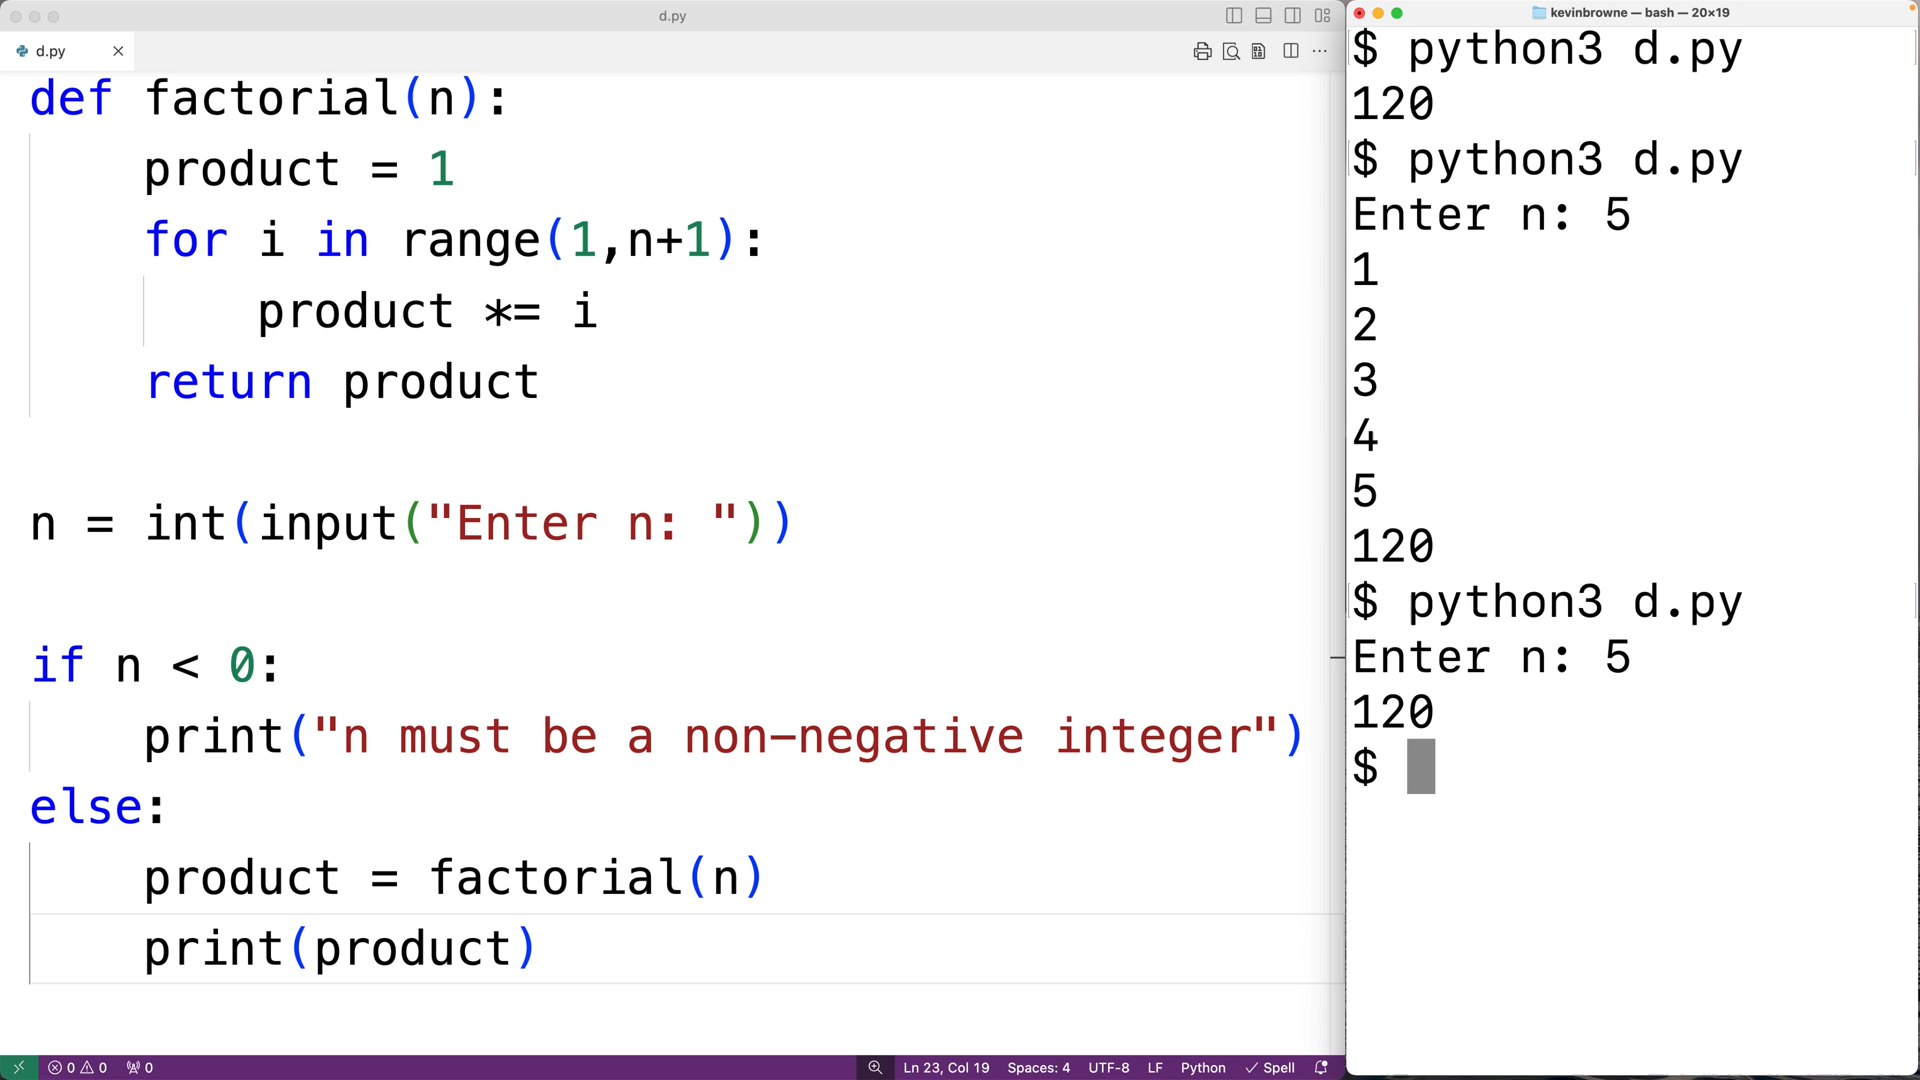 d.py
d.py
def factorial(n):
product = 1
for i in range(1,n+1):
product *= i
return product
n = int(input("Enter n: "))
if n < 0:
print("n must be a non-negative integer")
else:
product = factorial(n)
print(product)
0 0 0
Ln 23, Col 19 Spaces: 4 UTF-8 LF Python Spell
kevinbrowne — bash — 20×19
$ python3 d.py
120
$ python3 d.py
Enter n: 5
1
2
3
4
5
120
$ python3 d.py
Enter n: 5
120
$